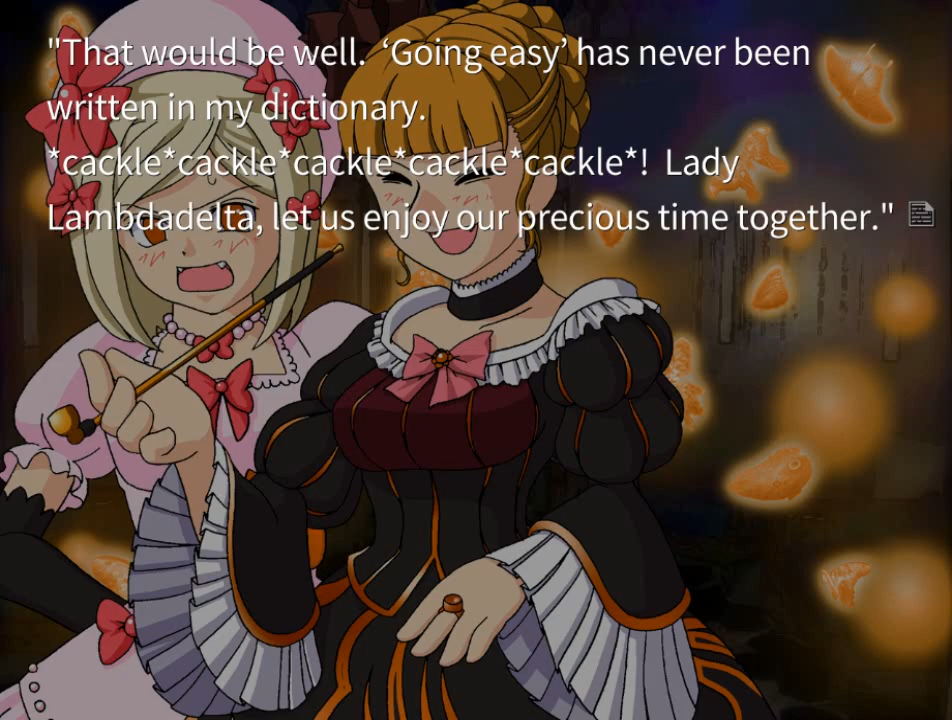 "That would be well.  ‘Going easy’ has never been
written in my dictionary.
*cackle*cackle*cackle*cackle*cackle*!  Lady
Lambdadelta, let us enjoy our precious time together."